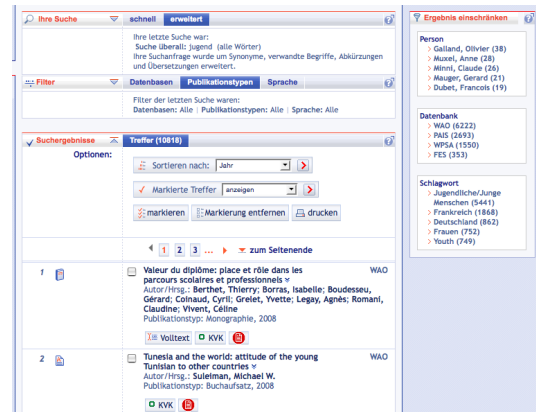 Ihre Suche
schnell erweitert
Ihre letzte Suche war:
Suche überall: jugend (alle Wörter)
Ihre Suchanfrage wurde um Synonyme, verwandte Begriffe, Abkürzungen
und Übersetzungen erweitert.
Filter
Datenbasen Publikationstypen Sprache
Filter der letzten Suche waren:
Datenbasen: Alle | Publikationstypen: Alle | Sprache: Alle
Suchergebnisse
Treffer (10818)
Optionen:
Sortieren nach: Jahr
Markierte Treffer anzeigen
markieren Markierung entfernen drucken
1 2 3 ... zum Seitenende
1
Valeur du diplôme: place et rôle dans les WAO
parcours scolaires et professionnels
Autor/Hrsg.: Berthet, Thierry; Borras, Isabelle; Boudesseu,
Gérard; Coinaud, Cyril; Grelet, Yvette; Legay, Agnès; Romani,
Claudine; Vivent, Céline
Publikationstyp: Monographie, 2008
Volltext KVK
2
Tunesia and the world: attitude of the young WAO
Tunisian to other countries
Autor/Hrsg.: Suleiman, Michael W.
Publikationstyp: Buchaufsatz, 2008
KVK
Ergebnis einschränken
Person
Galland, Olivier (38)
Muxel, Anne (28)
Minni, Claude (26)
Mauger, Gerard (21)
Dubet, Francois (19)
Datenbank
WAO (6222)
PAIS (2693)
WPSA (1550)
FES (353)
Schlagwort
Jugendliche/Junge
Menschen (5441)
Frankreich (1868)
Deutschland (862)
Frauen (752)
Youth (749)